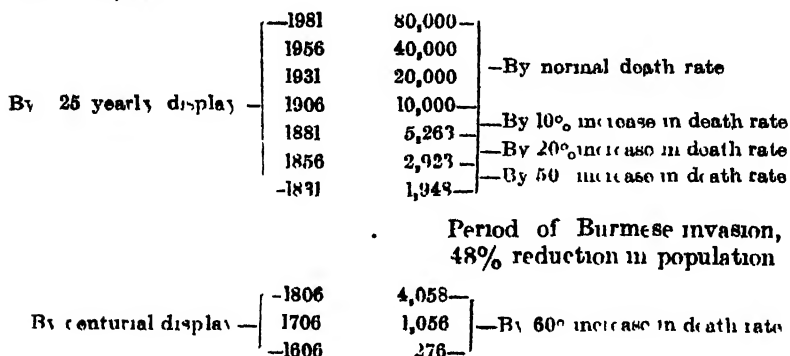 —1981 80,000—
1956 40,000
1931 20,000 —By normal death rate
By 25 yearly display — 1906 10,000—
1881 5,263— —By 10% increase in death rate
1856 2,923— —By 20% increase in death rate
-1831 1,948— —By 50 increase in death rate
Period of Burmese invasion,
48% reduction in population
-1806 4,058—
By centurial display — 1706 1,056 —By 60% increase in death rate
—1606 276—